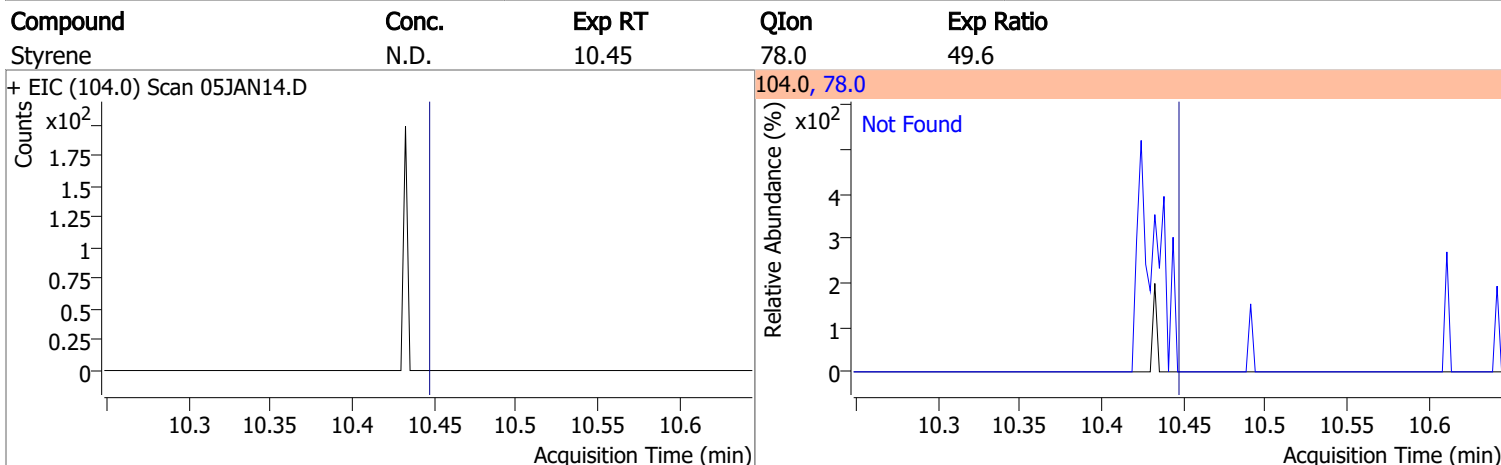 Compound Conc. Exp RT QIon Exp Ratio
Styrene N.D. 10.45 78.0 49.6
+ EIC (104.0) Scan 05JAN14.D
Counts
x10²
1.75
1.5
1.25
1
0.75
0.5
0.25
0
10.3 10.35 10.4 10.45 10.5 10.55 10.6
Acquisition Time (min)
104.0, 78.0
Relative Abundance (%)
x10²
Not Found
4
3
2
1
0
10.3 10.35 10.4 10.45 10.5 10.55 10.6
Acquisition Time (min)